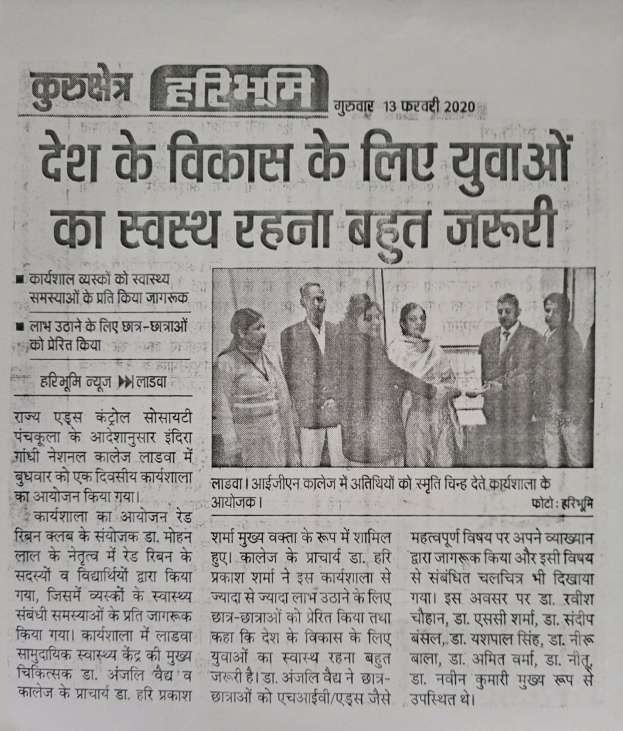 कुरुक्षेत्र
हरिभूमि
गुरुवार 13 फरवरी 2020
देश के विकास के लिए युवाओं
का स्वस्थ रहना बहुत जरूरी
■ कार्यशाल व्यस्कों को स्वास्थ्य
समस्याओं के प्रति किया जागरूक
■ लाभ उठाने के लिए छात्र-छात्राओं
को प्रेरित किया
हरिभूमि न्यूज ▶▶| लाडवा
राज्य एड्स कंट्रोल सोसायटी
पंचकूला के आदेशानुसार इंदिरा
गांधी नेशनल कालेज लाडवा में
बुधवार को एक दिवसीय कार्यशाला
का आयोजन किया गया।
कार्यशाला का आयोजन रेड
रिबन क्लब के संयोजक डा. मोहन
लाल के नेतृत्व में रेड रिबन के
सदस्यों व विद्यार्थियों द्वारा किया
गया, जिसमें व्यस्कों के स्वास्थ्य
संबंधी समस्याओं के प्रति जागरूक
किया गया। कार्यशाला में लाडवा
सामुदायिक स्वास्थ्य केंद्र की मुख्य
चिकित्सक डा. अंजलि वैद्य व
कालेज के प्राचार्य डा. हरि प्रकाश
लाडवा। आईजीएन कालेज में अतिथियों को स्मृति चिन्ह देते कार्यशाला के
आयोजक।
फोटो: हरिभूमि
शर्मा मुख्य वक्ता के रूप में शामिल
हुए। कालेज के प्राचार्य डा. हरि
प्रकाश शर्मा ने इस कार्यशाला से
ज्यादा से ज्यादा लाभ उठाने के लिए
छात्र-छात्राओं को प्रेरित किया तथा
कहा कि देश के विकास के लिए
युवाओं का स्वास्थ रहना बहुत
जरूरी है। डा. अंजलि वैद्य ने छात्र-
छात्राओं को एचआईवी/एड्स जैसे
महत्वपूर्ण विषय पर अपने व्याख्यान
द्वारा जागरूक किया और इसी विषय
से संबंधित चलचित्र भी दिखाया
गया। इस अवसर पर डा. रवीश
चौहान, डा. एससी शर्मा, डा. संदीप
बंसल, डा. यशपाल सिंह, डा. नीरू
बाला, डा. अमित वर्मा, डा. नीतू,
डा. नवीन कुमारी मुख्य रूप से
उपस्थित थे।